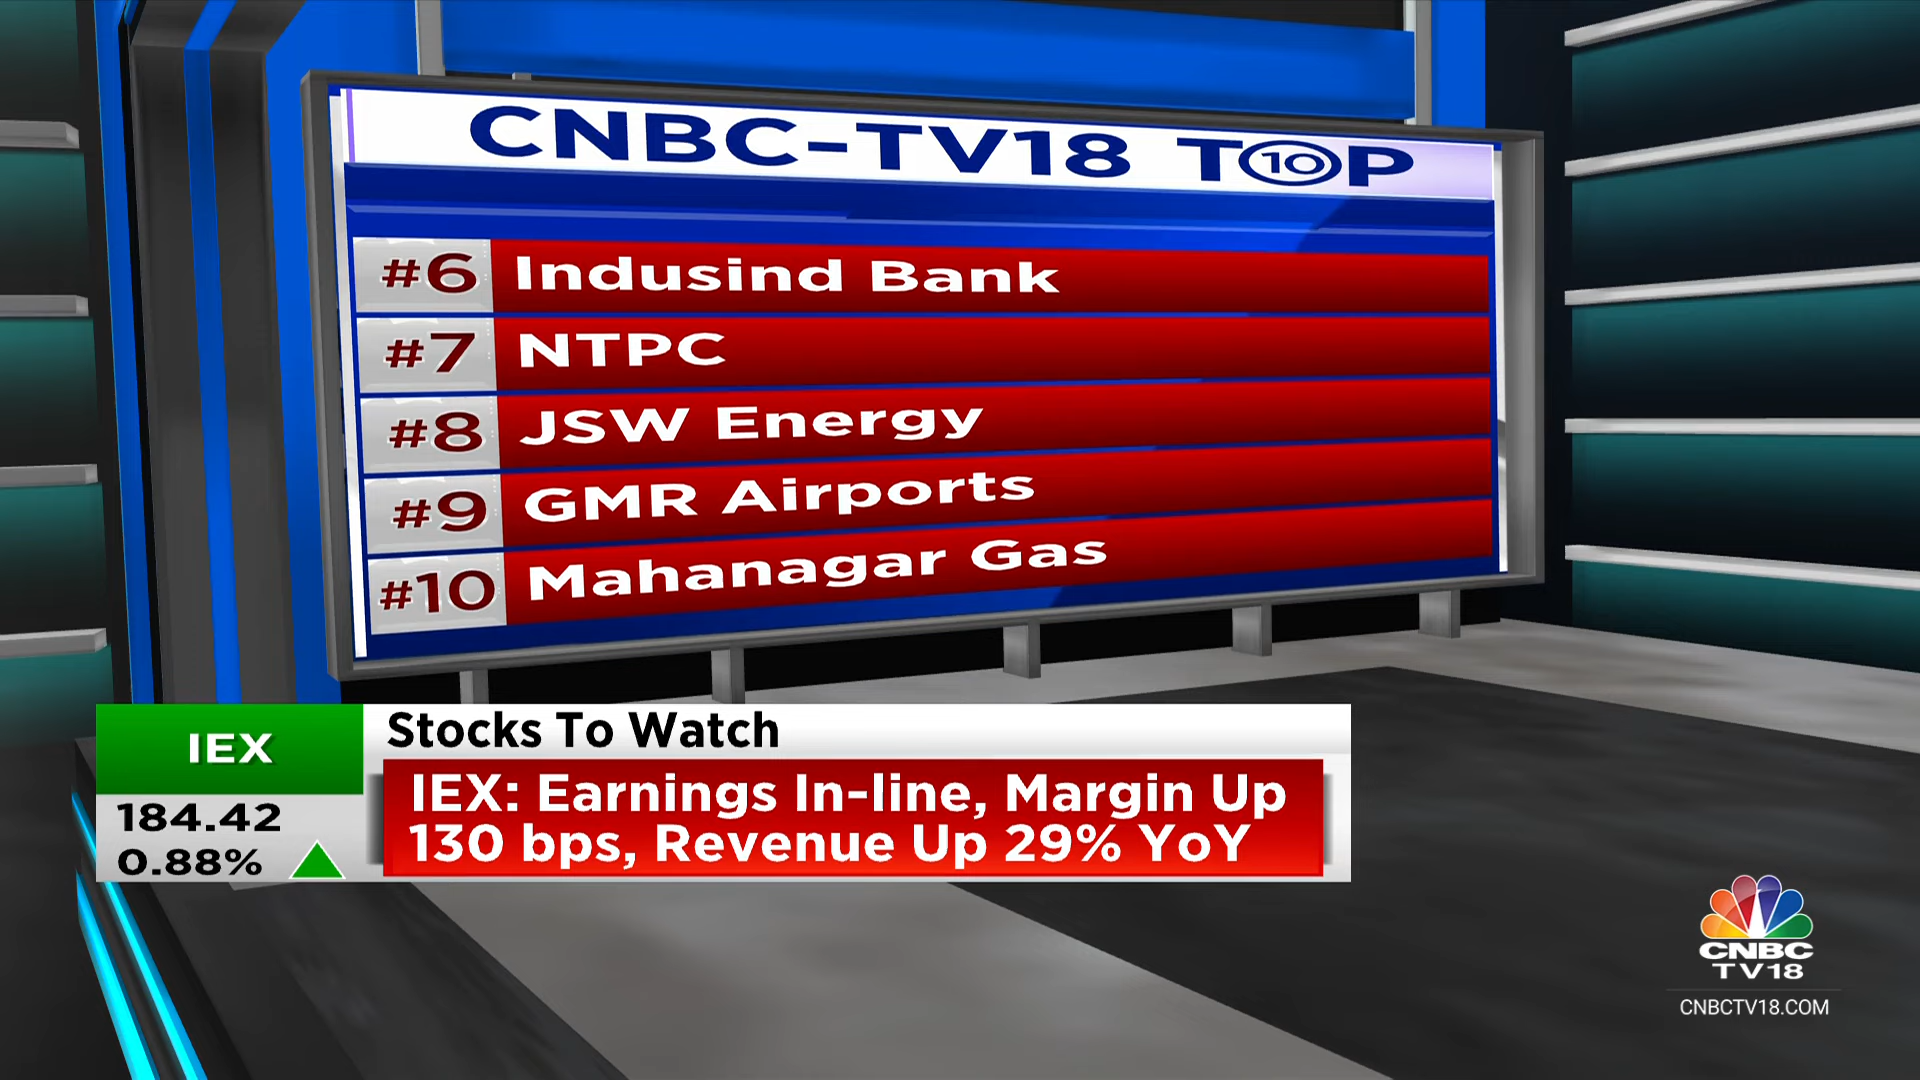 CNBC-TV18 TOP
10
#6 Indusind Bank
#7 NTPC
#8 JSW Energy
#9 GMR Airports
#10 Mahanagar Gas
IEX
184.42
0.88%
Stocks To Watch
IEX: Earnings In-line, Margin Up
130 bps, Revenue Up 29% YoY
CNBC
TV18
CNBCTV18.COM